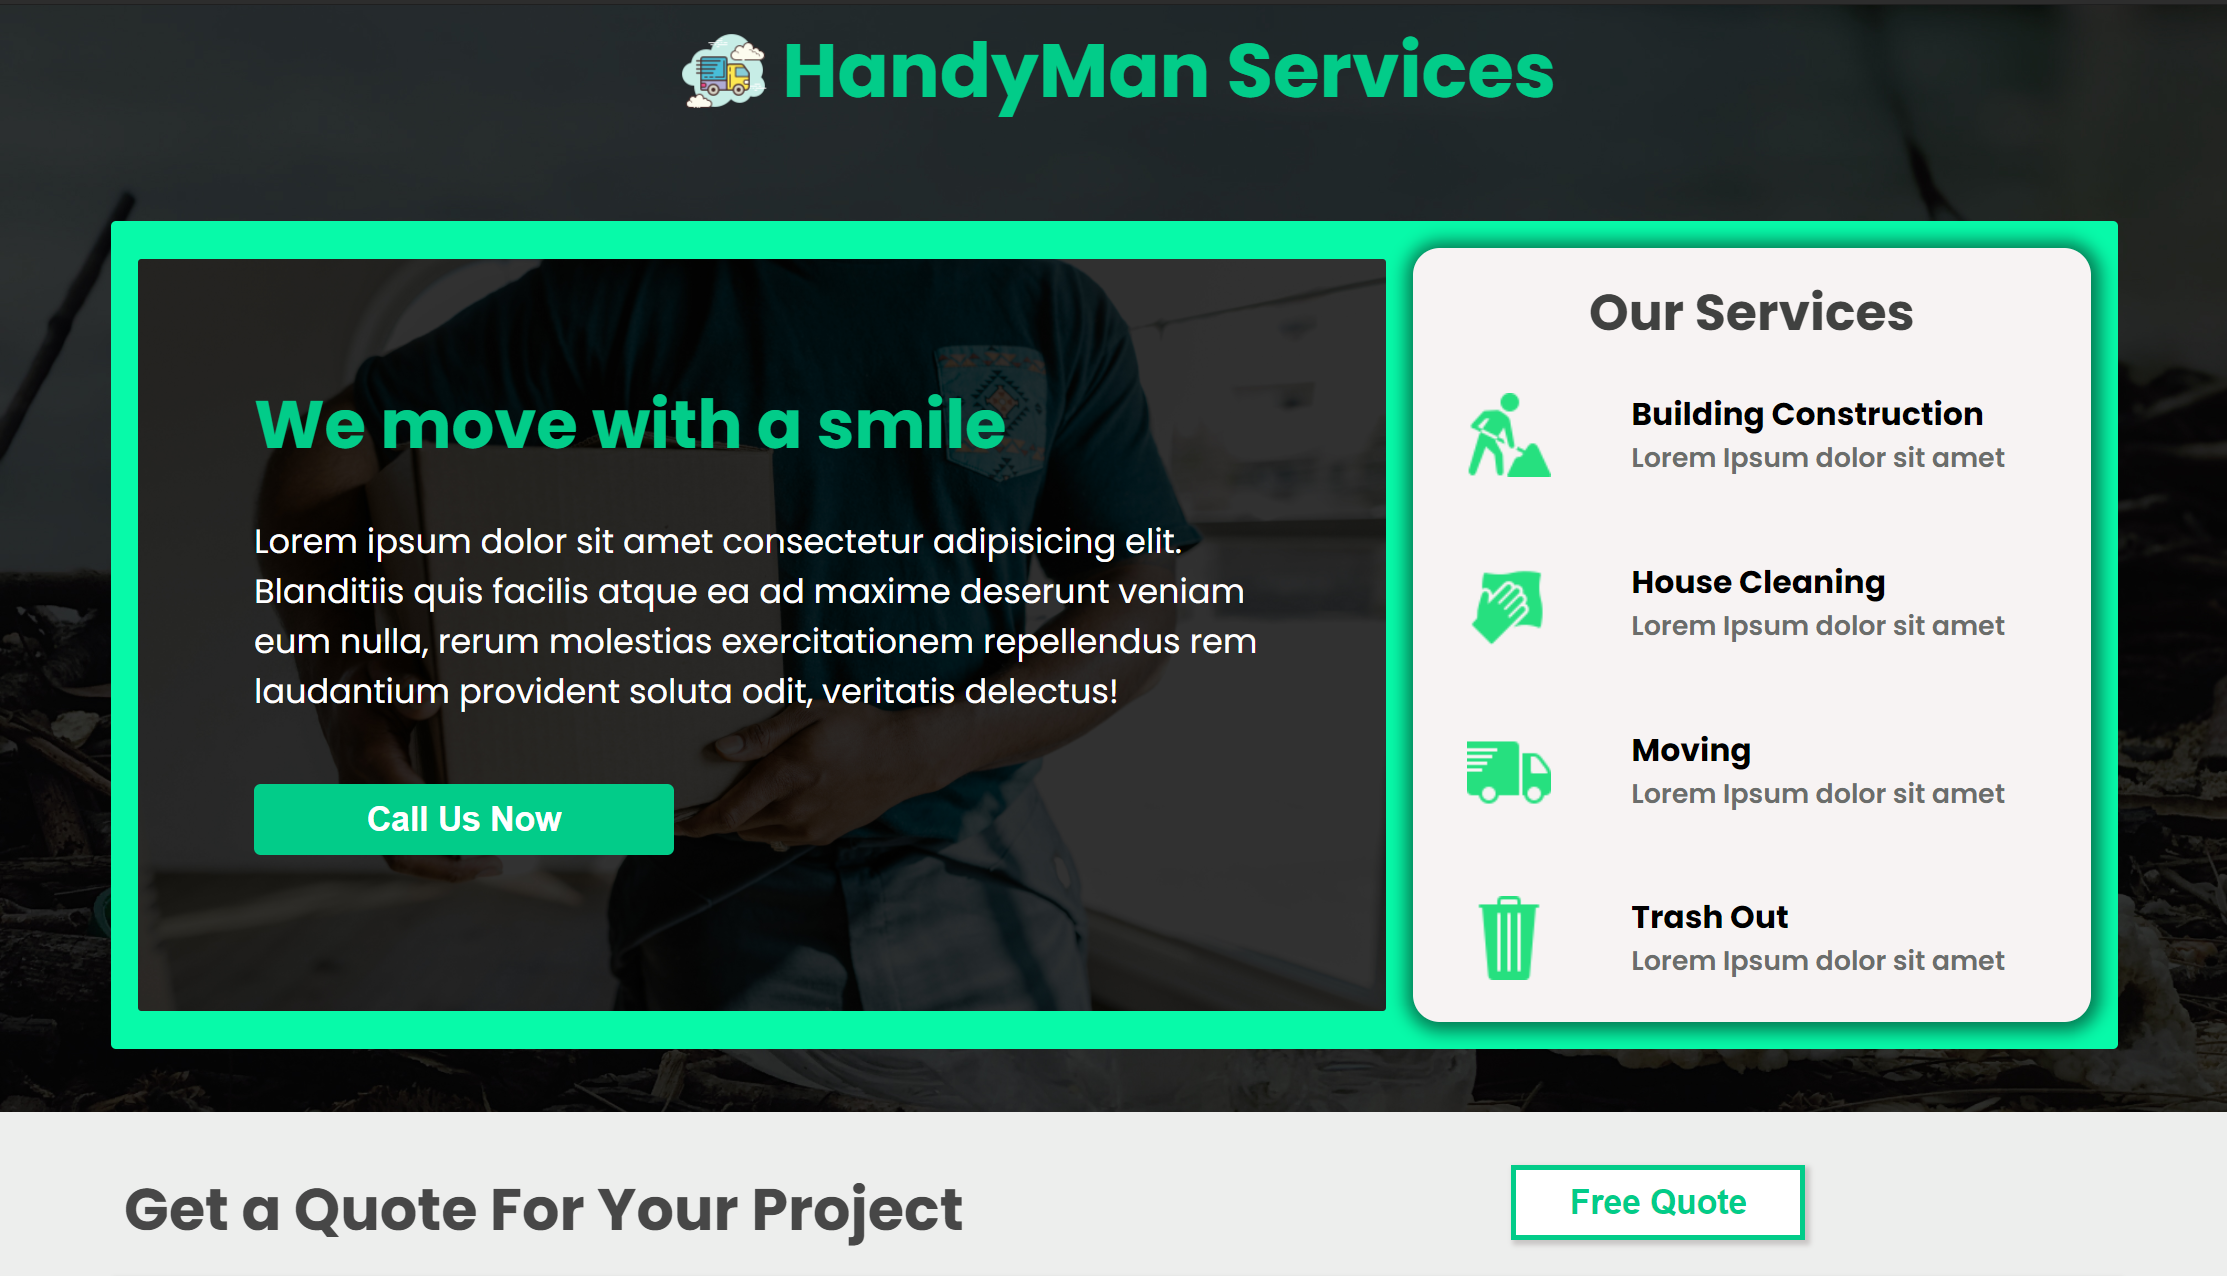 HandyMan Services
We move with a smile
Lorem ipsum dolor sit amet consectetur adipisicing elit.
Blanditiis quis facilis atque ea ad maxime deserunt veniam
eum nulla, rerum molestias exercitationem repellendus rem
laudantium provident soluta odit, veritatis delectus!
Call Us Now
Our Services
Building Construction
Lorem Ipsum dolor sit amet
House Cleaning
Lorem Ipsum dolor sit amet
Moving
Lorem Ipsum dolor sit amet
Trash Out
Lorem Ipsum dolor sit amet
Get a Quote For Your Project
Free Quote